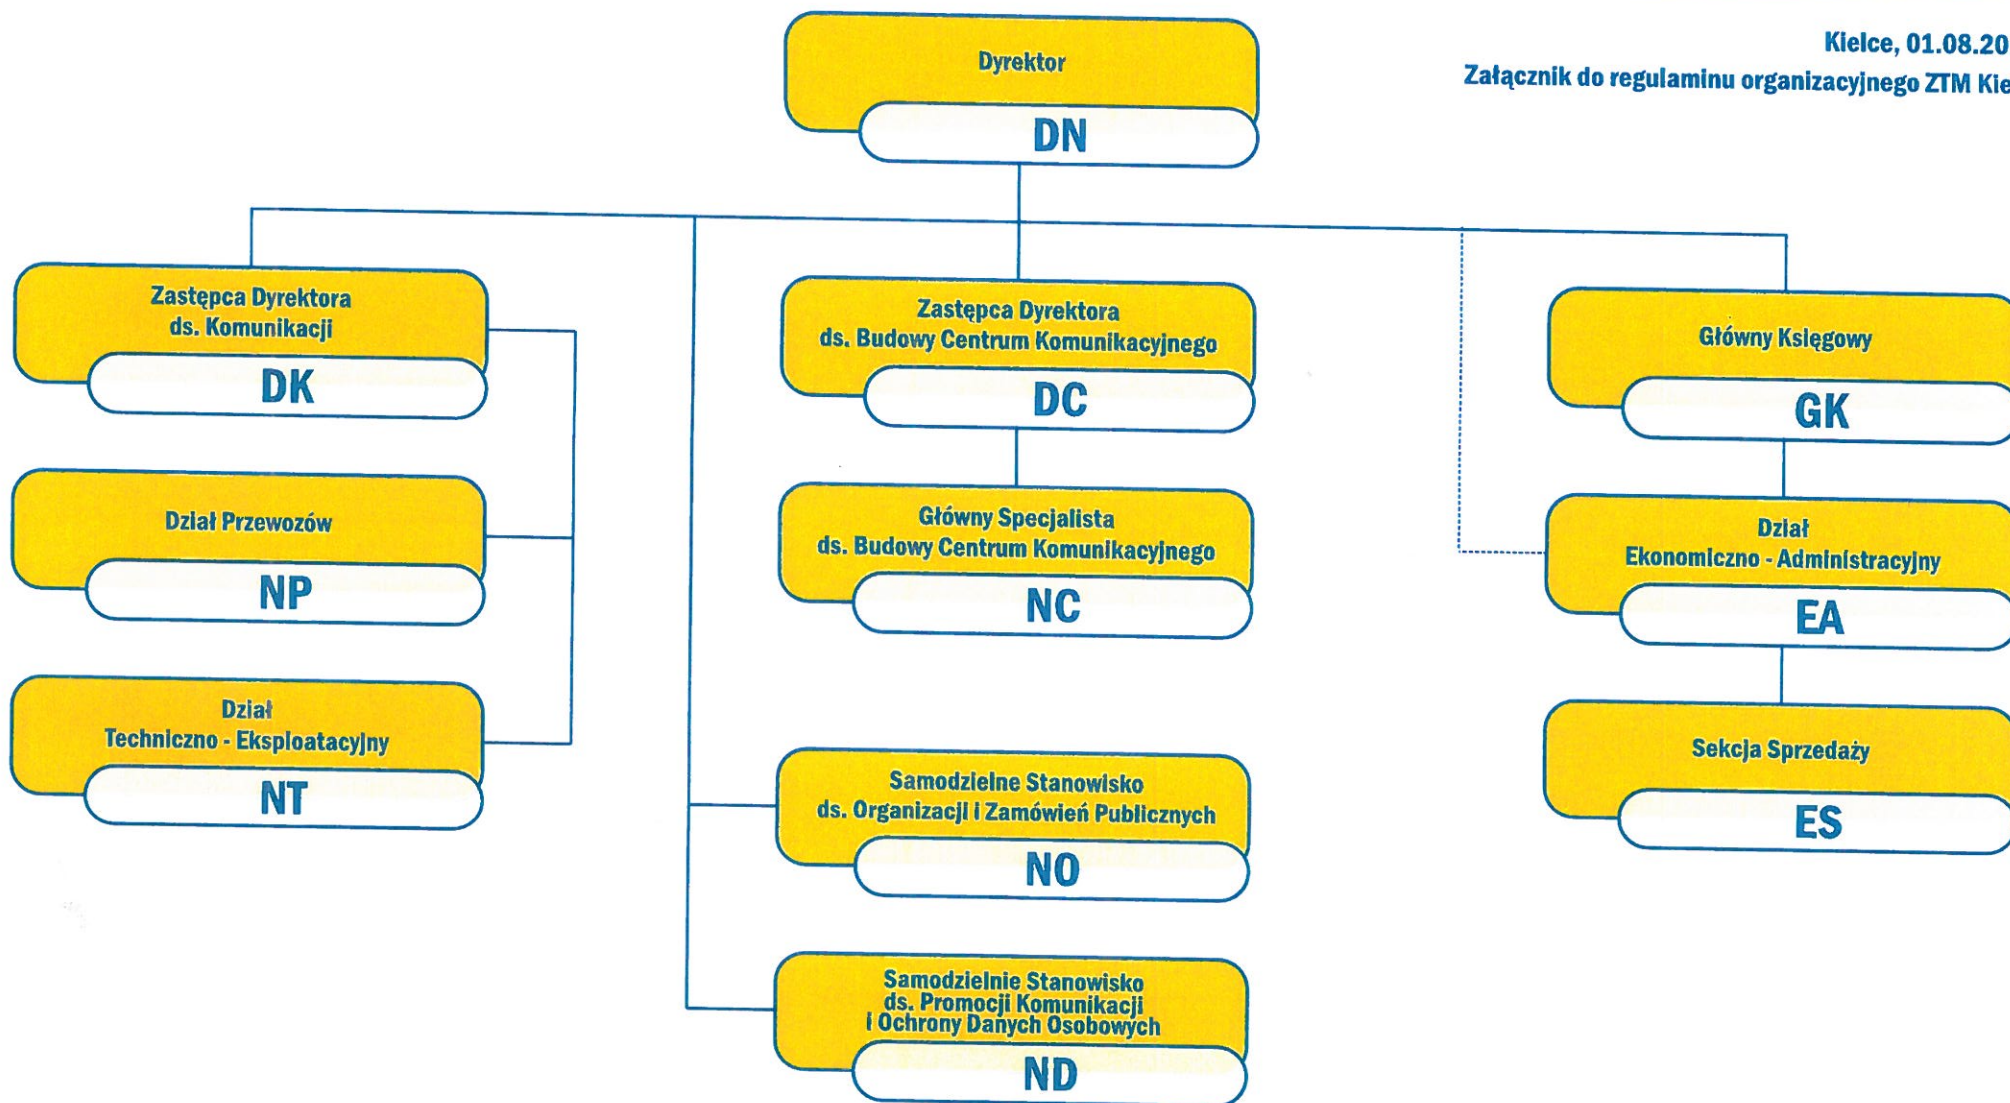 Kielce, 01.08.20
Załącznik do regulaminu organizacyjnego ZTM Kie
Dyrektor
DN
Zastępca Dyrektora
ds. Komunikacji
DK
Zastępca Dyrektora
ds. Budowy Centrum Komunikacyjnego
DC
Główny Księgowy
GK
Dział Przewozów
NP
Główny Specjalista
ds. Budowy Centrum Komunikacyjnego
NC
Dział
Ekonomiczno - Administracyjny
EA
Dział
Techniczno - Eksploatacyjny
NT
Samodzielne Stanowisko
ds. Organizacji i Zamówień Publicznych
NO
Sekcja Sprzedaży
ES
Samodzielnie Stanowisko
ds. Promocji Komunikacji
i Ochrony Danych Osobowych
ND